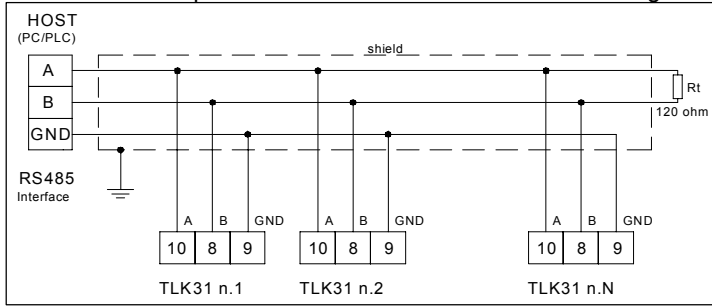 HOST
(PC/PLC)
shield
A
B
GND
Rt
120 ohm
RS485
Interface
A B GND
10 8 9
TLK31 n.1
A B GND
10 8 9
TLK31 n.2
A B GND
10 8 9
TLK31 n.N